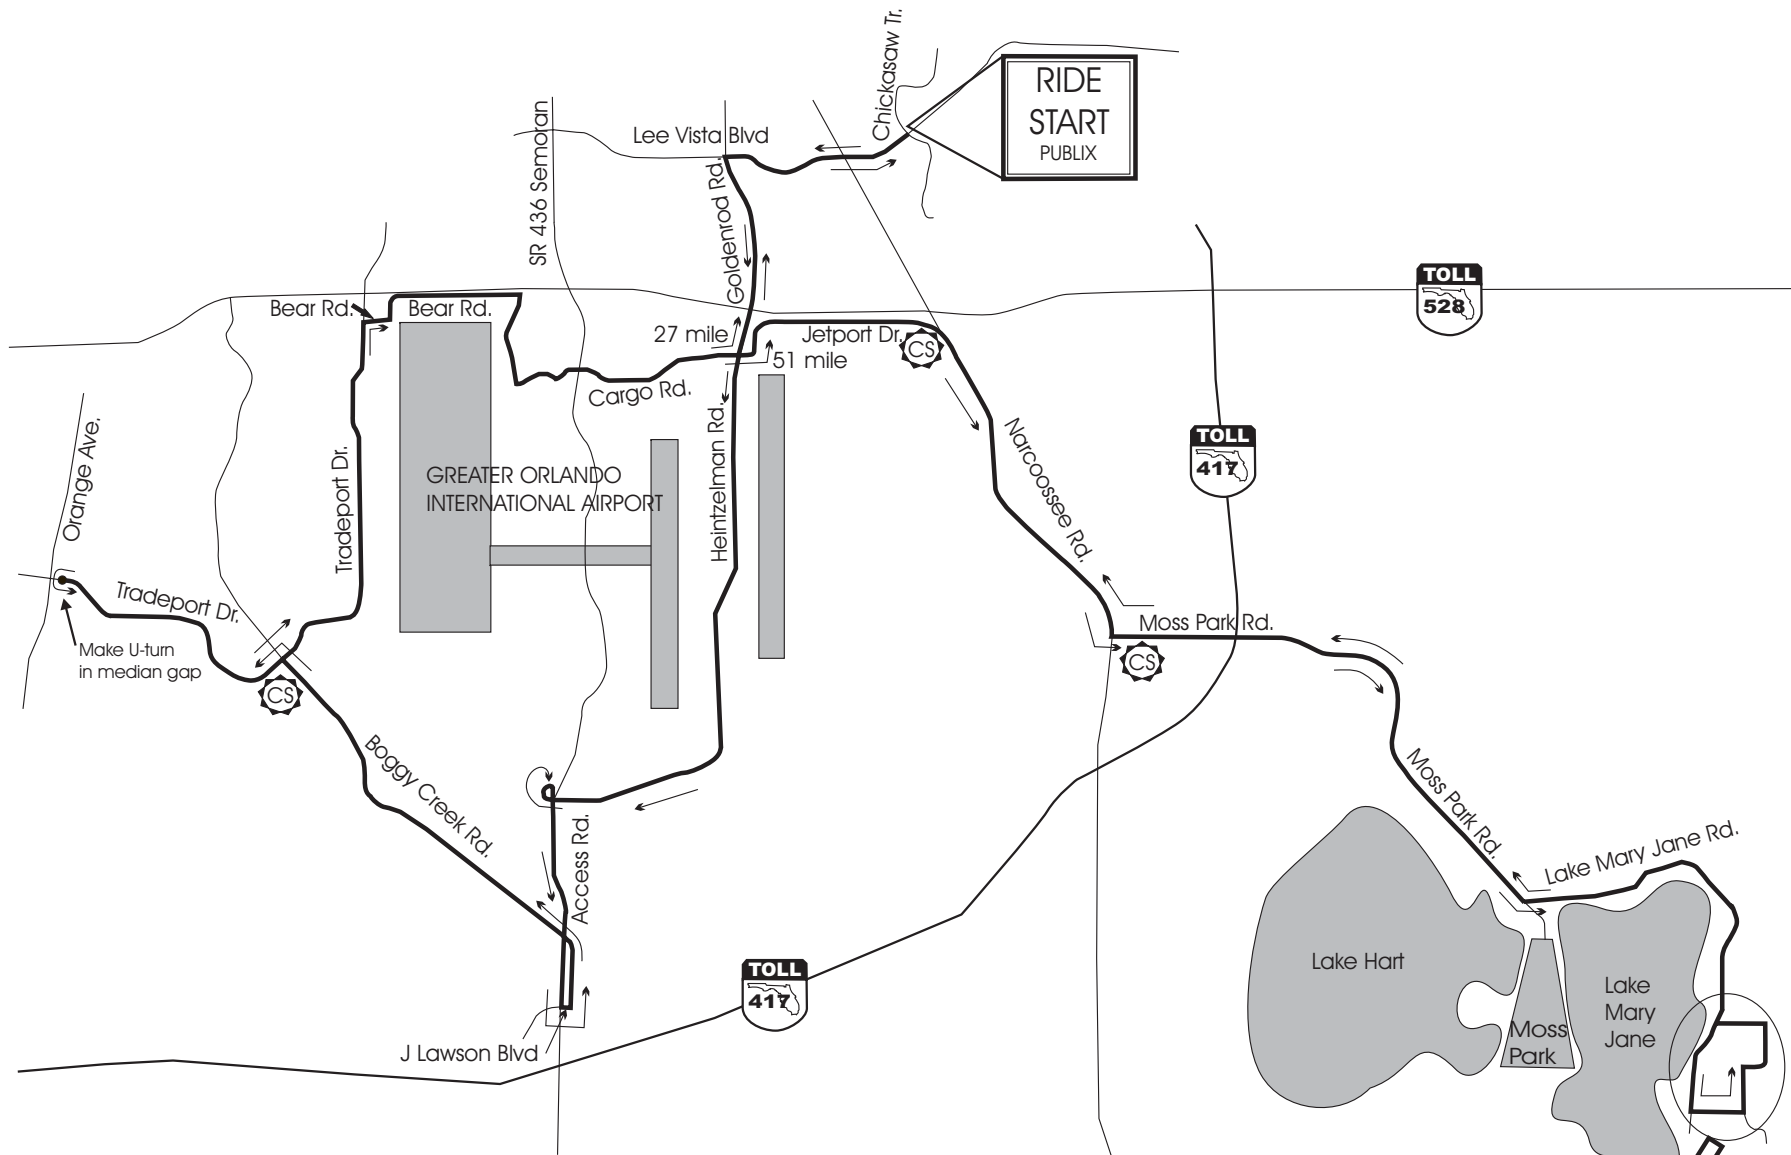 Chickasaw Tr.
RIDE
START
PUBLIX
Lee Vista Blvd
SR 436 Semoran
Goldenrod Rd.
TOLL
528
Bear Rd.
Bear Rd.
27 mile
Jetport Dr.
CS
51 mile
Cargo Rd.
Orange Ave.
Tradeport Dr.
GREATER ORLANDO
INTERNATIONAL AIRPORT
Heintzelman Rd.
Narcoossee Rd.
TOLL
417
Tradeport Dr.
Make U-turn
in median gap
CS
Moss Park Rd.
CS
Boggy Creek Rd.
Access Rd.
Moss Park Rd.
Lake Mary Jane Rd.
Lake Hart
Lake
Mary
Jane
Moss
Park
TOLL
417
J Lawson Blvd